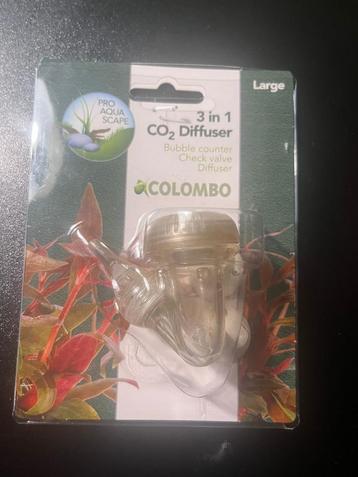 Large
PRO
AQUA
SCAPE
3 in 1
CO2 Diffuser
Bubble counter
Check valve
Diffuser
COLOMBO